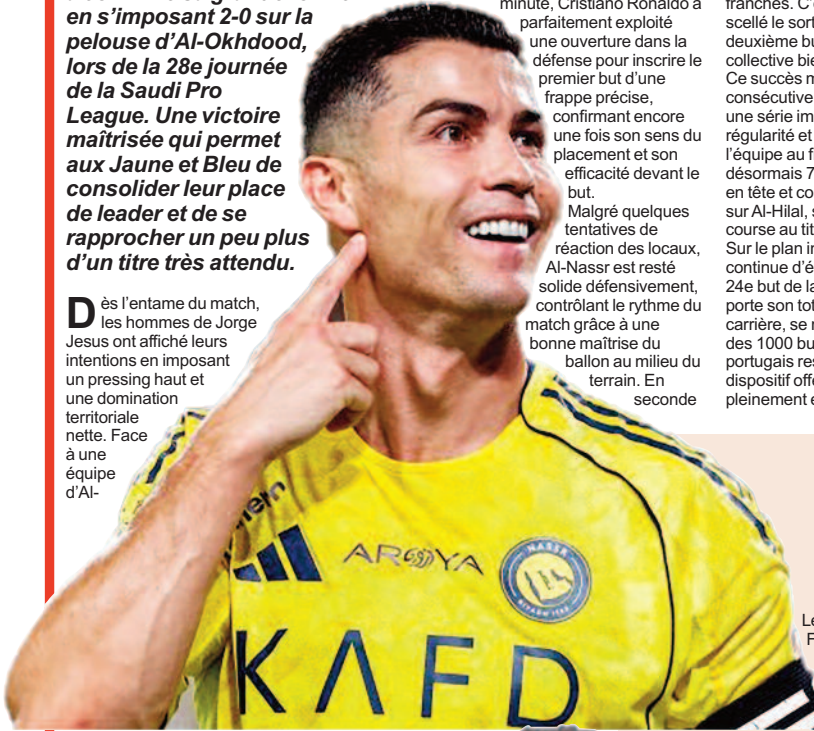 en s’imposant 2-0 sur la
pelouse d’Al-Okhdood,
lors de la 28e journée
de la Saudi Pro
League. Une victoire
maîtrisée qui permet
aux Jaune et Bleu de
consolider leur place
de leader et de se
rapprocher un peu plus
d’un titre très attendu.
Dès l’entame du match,
les hommes de Jorge
Jesus ont affiché leurs
intentions en imposant
un pressing haut et
une domination
territoriale
nette. Face
à une
équipe
d’Al-
minute, Cristiano Ronaldo a
parfaitement exploité
une ouverture dans la
défense pour inscrire le
premier but d’une
frappe précise,
confirmant encore
une fois son sens du
placement et son
efficacité devant le
but.
Malgré quelques
tentatives de
réaction des locaux,
Al-Nassr est resté
solide défensivement,
contrôlant le rythme du
match grâce à une
bonne maîtrise du
ballon au milieu du
terrain. En
seconde
franches. C’
scellé le sort
deuxième bu
collective bie
Ce succès m
consécutive
une série im
régularité et
l’équipe au f
désormais 7
en tête et co
sur Al-Hilal, s
course au tit
Sur le plan in
continue d’é
24e but de la
porte son tot
carrière, se r
des 1000 bu
portugais res
dispositif offe
pleinement e
AROYA
NASSR
KAFD
Le
F